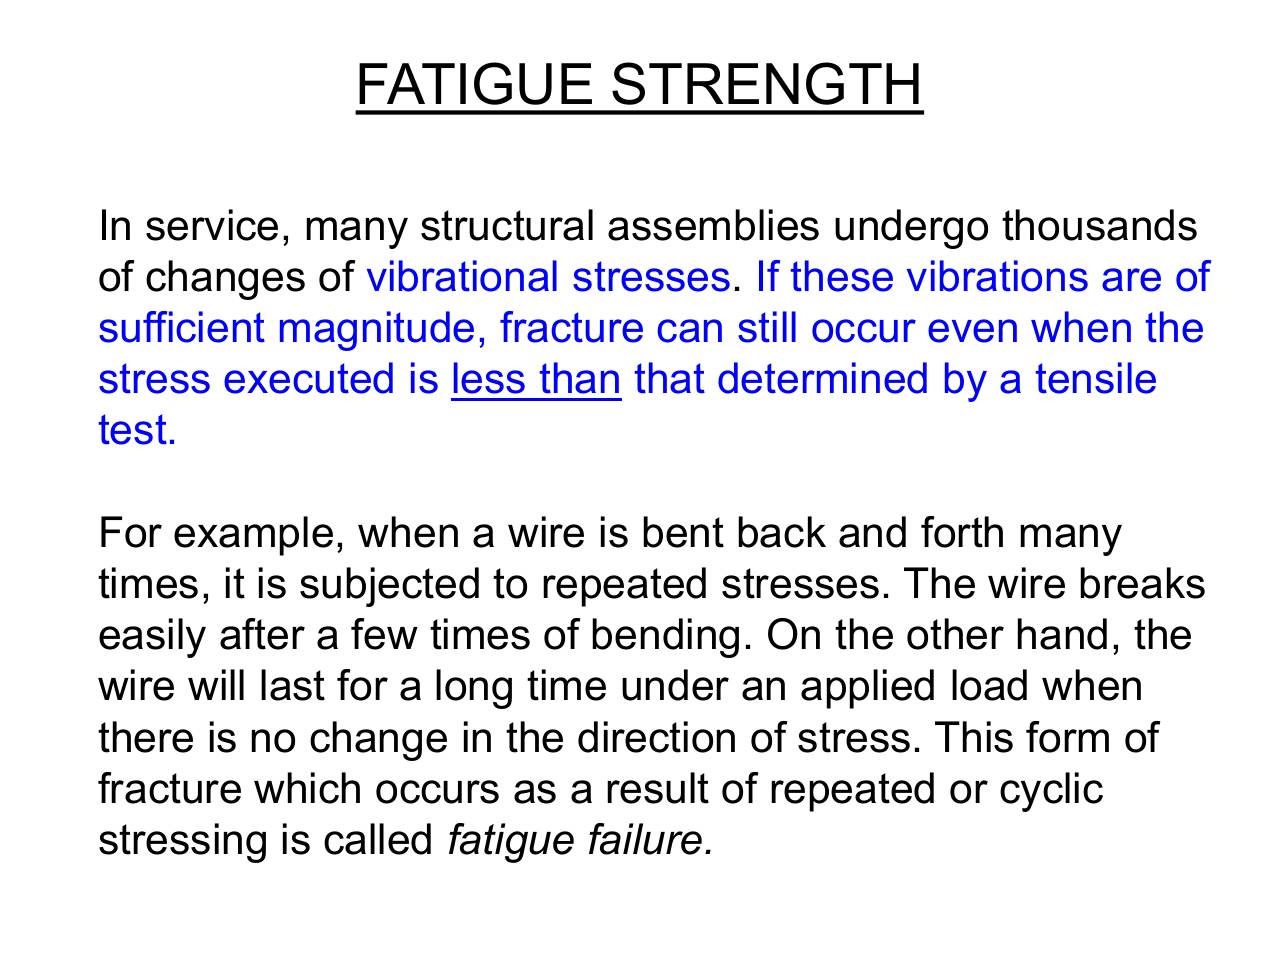 FATIGUE STRENGTH
In service, many structural assemblies undergo thousands
of changes of vibrational stresses. If these vibrations are of
sufficient magnitude, fracture can still occur even when the
stress executed is less than that determined by a tensile
test.
For example, when a wire is bent back and forth many
times, it is subjected to repeated stresses. The wire breaks
easily after a few times of bending. On the other hand, the
wire will last for a long time under an applied load when
there is no change in the direction of stress. This form of
fracture which occurs as a result of repeated or cyclic
stressing is called fatigue failure.